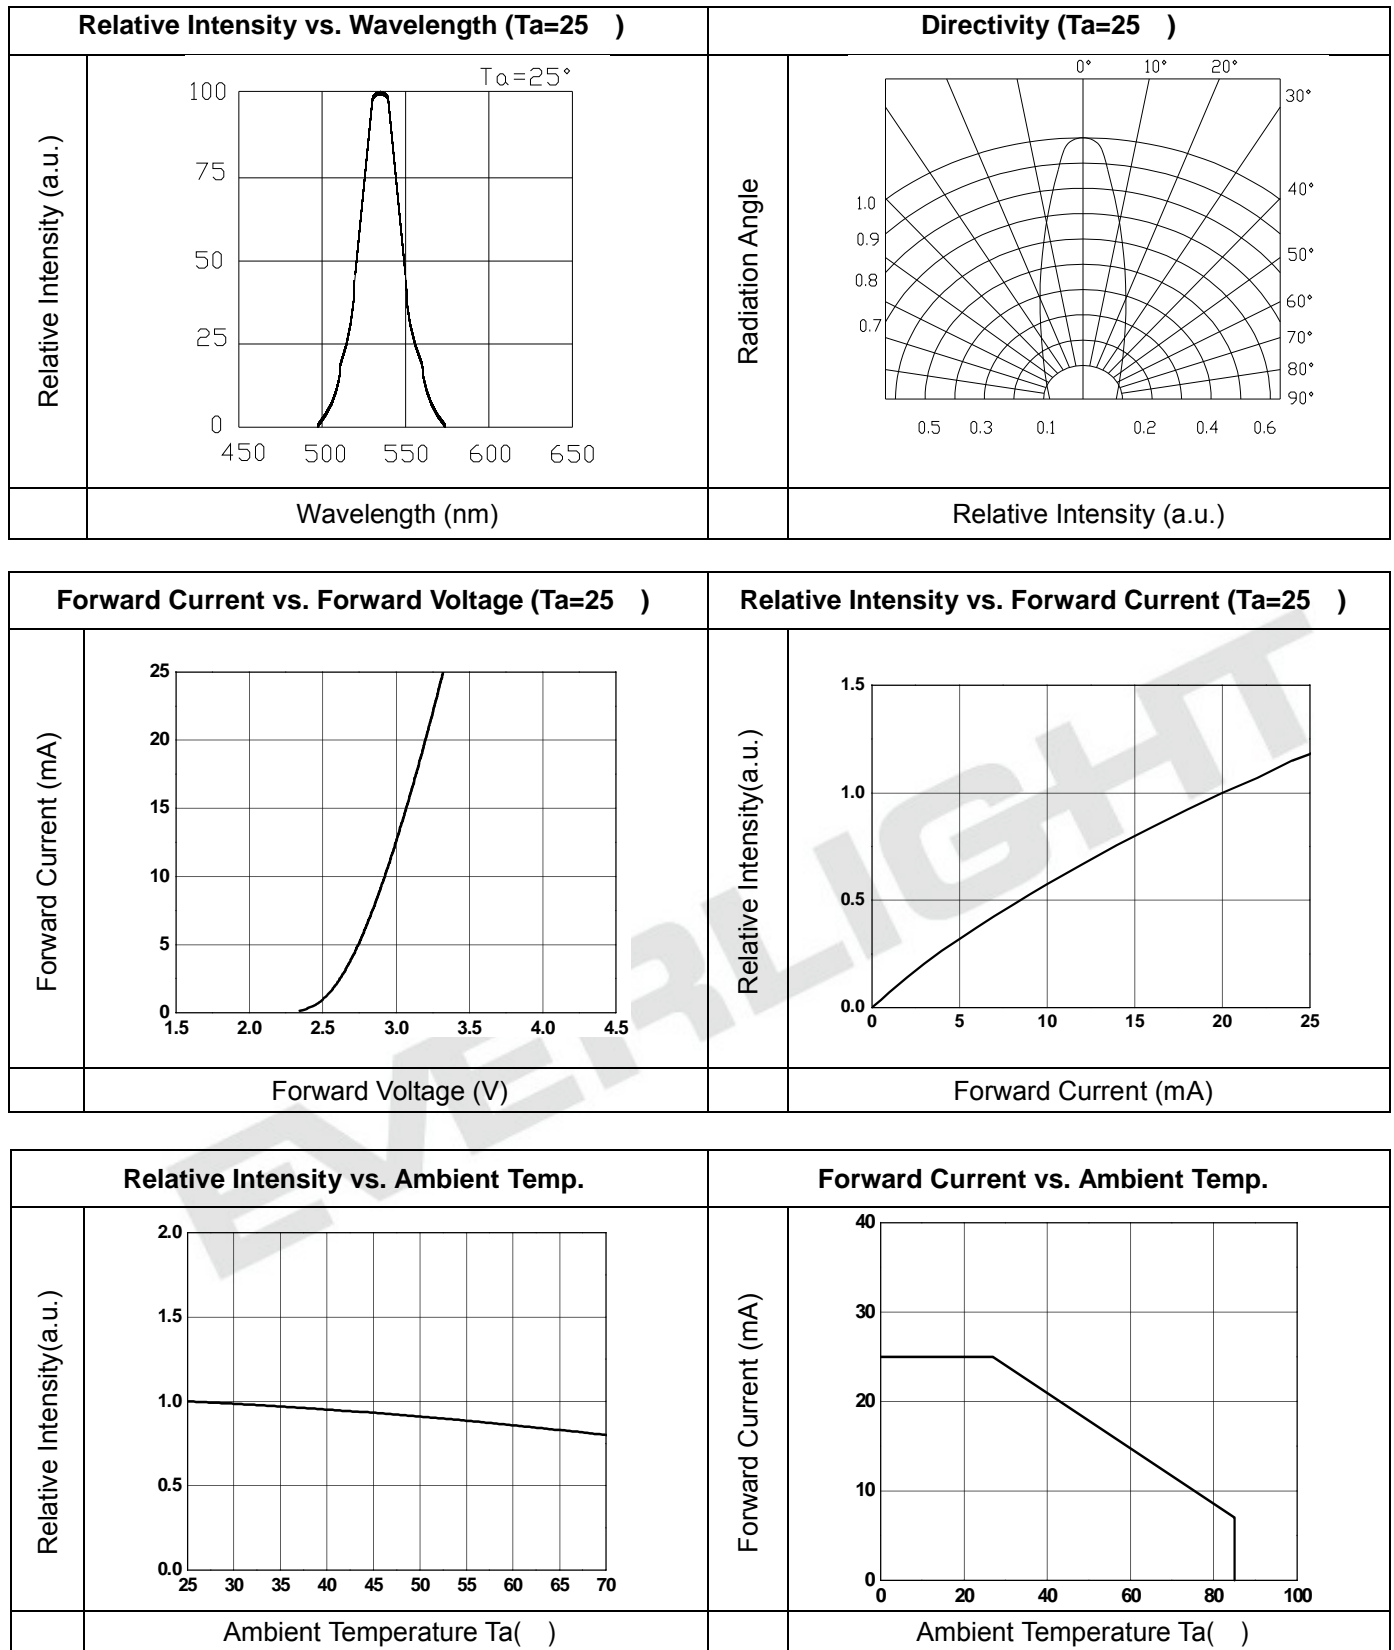 Relative Intensity vs. Wavelength (Ta=25 )
Relative Intensity (a.u.)
Ta=25°
100
75
50
25
0
450 500 550 600 650
Wavelength (nm)
Directivity (Ta=25 )
Radiation Angle
0° 10° 20°
30°
40°
50°
60°
70°
80°
90°
1.0
0.9
0.8
0.7
0.5 0.3 0.1 0.2 0.4 0.6
Relative Intensity (a.u.)
Forward Current vs. Forward Voltage (Ta=25 )
Forward Current (mA)
25
20
15
10
5
0
1.5 2.0 2.5 3.0 3.5 4.0 4.5
Forward Voltage (V)
Relative Intensity vs. Forward Current (Ta=25 )
Relative Intensity(a.u.)
1.5
1.0
0.5
0.0
0 5 10 15 20 25
Forward Current (mA)
EVERLIGHT
Relative Intensity vs. Ambient Temp.
Relative Intensity(a.u.)
2.0
1.5
1.0
0.5
0.0
25 30 35 40 45 50 55 60 65 70
Ambient Temperature Ta( )
Forward Current vs. Ambient Temp.
Forward Current (mA)
40
30
20
10
0
0 20 40 60 80 100
Ambient Temperature Ta( )